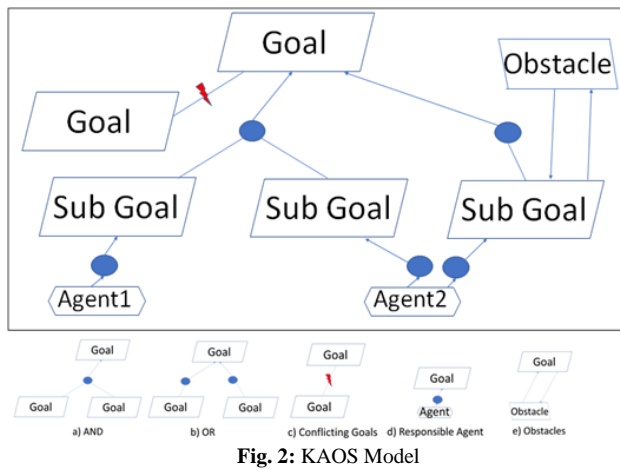 Goal
Obstacle
Goal
Sub Goal Sub Goal Sub Goal
Agent1 Agent2
Goal Goal Goal Goal Goal
Goal Goal Goal Goal Goal Agent Obstacle
a) AND b) OR c) Conflicting Goals d) Responsible Agent e) Obstacles
Fig. 2: KAOS Model